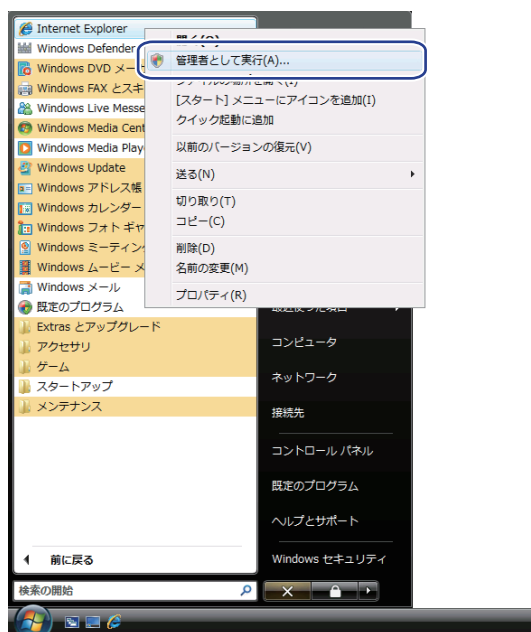 Internet Explorer
Windows Defender
Windows DVD メー
Windows FAX とスキ
Windows Live Messe
Windows Media Cent
Windows Media Play
Windows Update
Windows アドレス帳
Windows カレンダー
Windows フォト ギャ
Windows ミーティン
Windows ムービー メ
Windows メール
既定のプログラム
Extras とアップグレード
アクセサリ
ゲーム
スタートアップ
メンテナンス
前に戻る
検索の開始
管理者として実行(A)...
[スタート] メニューにアイコンを追加(I)
クイック起動に追加
以前のバージョンの復元(V)
送る(N)
切り取り(T)
コピー(C)
削除(D)
名前の変更(M)
プロパティ(R)
最近使った項目
コンピュータ
ネットワーク
接続先
コントロール パネル
既定のプログラム
ヘルプとサポート
Windows セキュリティ